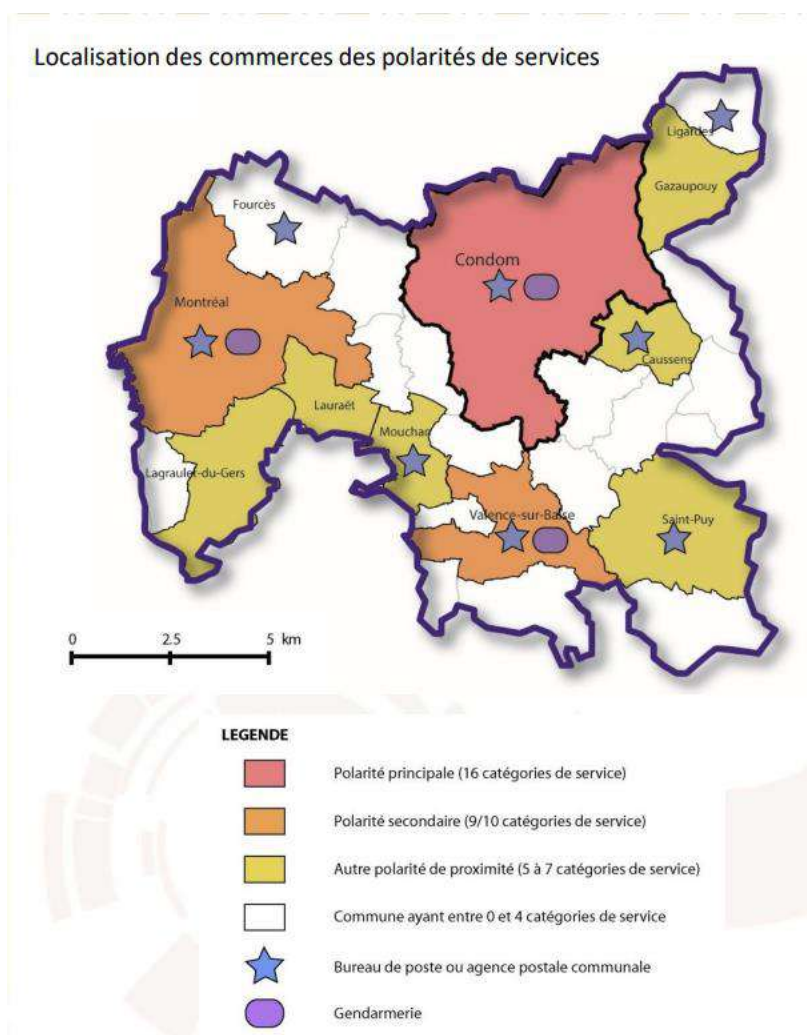 Localisation des commerces des polarités de services
Ligardes
Gazaupouy
Fourcès
Condom
Montréal
Caussens
Lauraët
Mouchan
Lagraulet-du-Gers
Valence-sur-Baïse
Saint-Puy
0 2.5 5 km
LEGENDE
Polarité principale (16 catégories de service)
Polarité secondaire (9/10 catégories de service)
Autre polarité de proximité (5 à 7 catégories de service)
Commune ayant entre 0 et 4 catégories de service
Bureau de poste ou agence postale communale
Gendarmerie